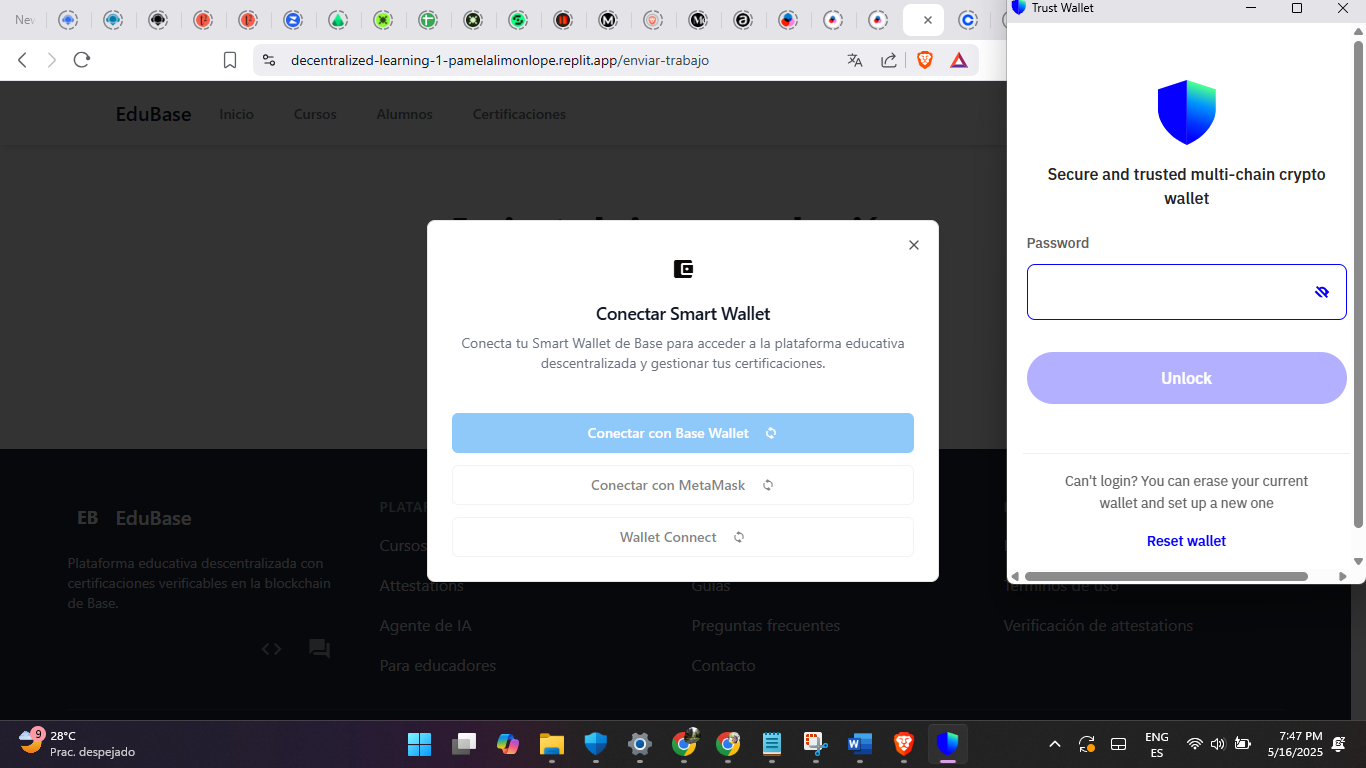 New
decentralized-learning-1-pamelalimonlope.replit.app/enviar-trabajo
EduBase
Inicio
Cursos
Alumnos
Certificaciones
Conectar Smart Wallet
Conecta tu Smart Wallet de Base para acceder a la plataforma educativa
descentralizada y gestionar tus certificaciones.
Conectar con Base Wallet
Conectar con MetaMask
Wallet Connect
Trust Wallet
Secure and trusted multi-chain crypto
wallet
Password
Unlock
Can't login? You can erase your current
wallet and set up a new one
Reset wallet
EB EduBase
Plataforma educativa descentralizada con
certificaciones verificables en la blockchain
de Base.
Cursos
Attestations
Agente de IA
Para educadores
Guías
Preguntas frecuentes
Contacto
Términos de uso
Verificación de attestations
9
28°C
Prac. despejado
ENG
ES
7:47 PM
5/16/2025